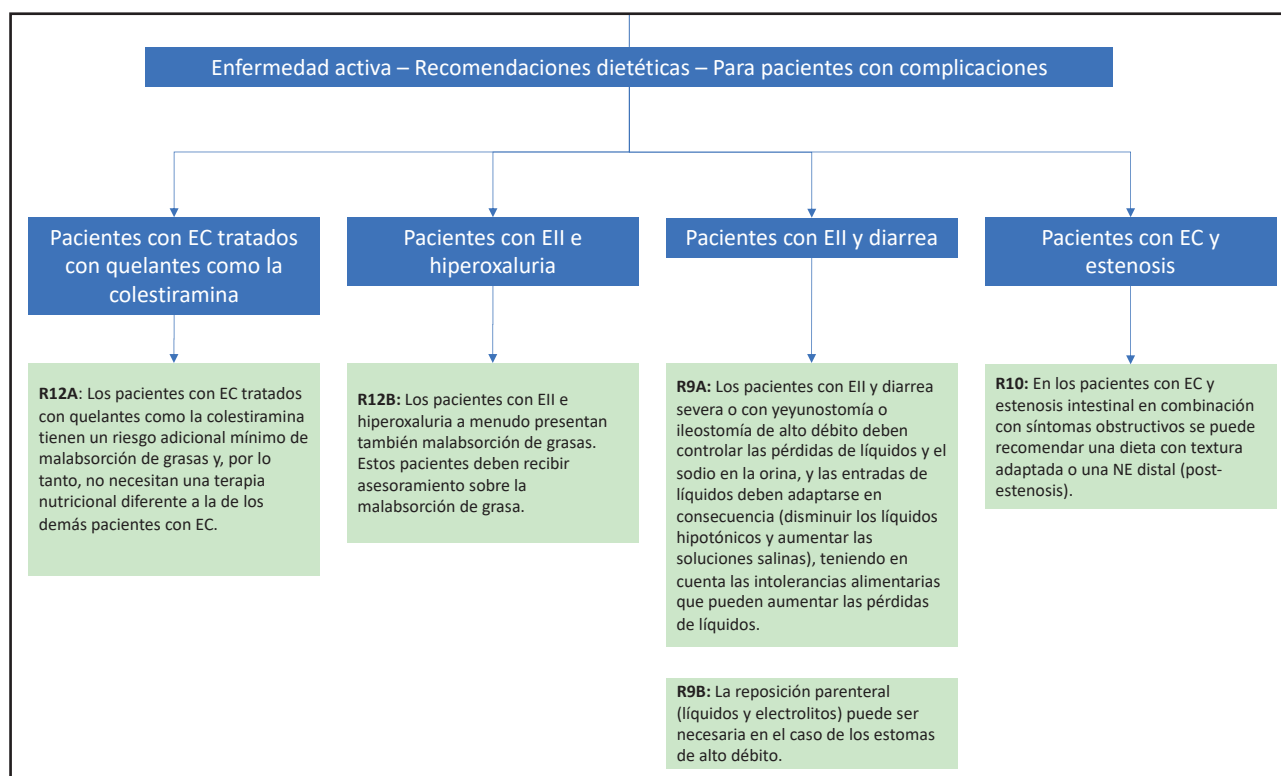 Enfermedad activa – Recomendaciones dietéticas – Para pacientes con complicaciones
Pacientes con EC tratados
con quelantes como la
colestiramina
Pacientes con EII e
hiperoxaluria
Pacientes con EII y diarrea
Pacientes con EC y
estenosis
R12A: Los pacientes con EC tratados
con quelantes como la colestiramina
tienen un riesgo adicional mínimo de
malabsorción de grasas y, por lo
tanto, no necesitan una terapia
nutricional diferente a la de los
demás pacientes con EC.
R12B: Los pacientes con EII e
hiperoxaluria a menudo presentan
también malabsorción de grasas.
Estos pacientes deben recibir
asesoramiento sobre la
malabsorción de grasa.
R9A: Los pacientes con EII y diarrea
severa o con yeyunostomía o
ileostomía de alto débito deben
controlar las pérdidas de líquidos y el
sodio en la orina, y las entradas de
líquidos deben adaptarse en
consecuencia (disminuir los líquidos
hipotónicos y aumentar las
soluciones salinas), teniendo en
cuenta las intolerancias alimentarias
que pueden aumentar las pérdidas
de líquidos.
R9B: La reposición parenteral
(líquidos y electrolitos) puede ser
necesaria en el caso de los estomas
de alto débito.
R10: En los pacientes con EC y
estenosis intestinal en combinación
con síntomas obstructivos se puede
recomendar una dieta con textura
adaptada o una NE distal (post-
estenosis).